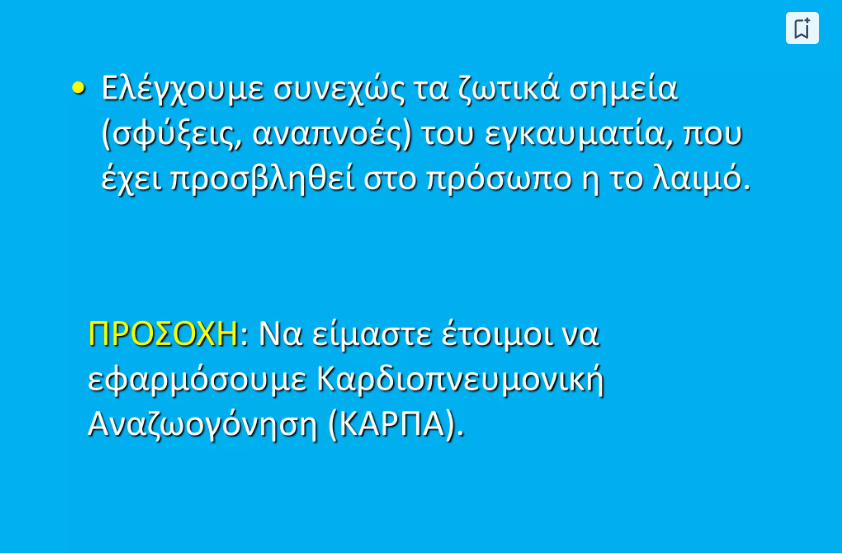 • Ελέγχουμε συνεχώς τα ζωτικά σημεία
(σφύξεις, αναπνοές) του εγκαυματία, που
έχει προσβληθεί στο πρόσωπο η το λαιμό.
ΠΡΟΣΟΧΗ: Να είμαστε έτοιμοι να
εφαρμόσουμε Καρδιοπνευμονική
Αναζωογόνηση (ΚΑΡΠΑ).